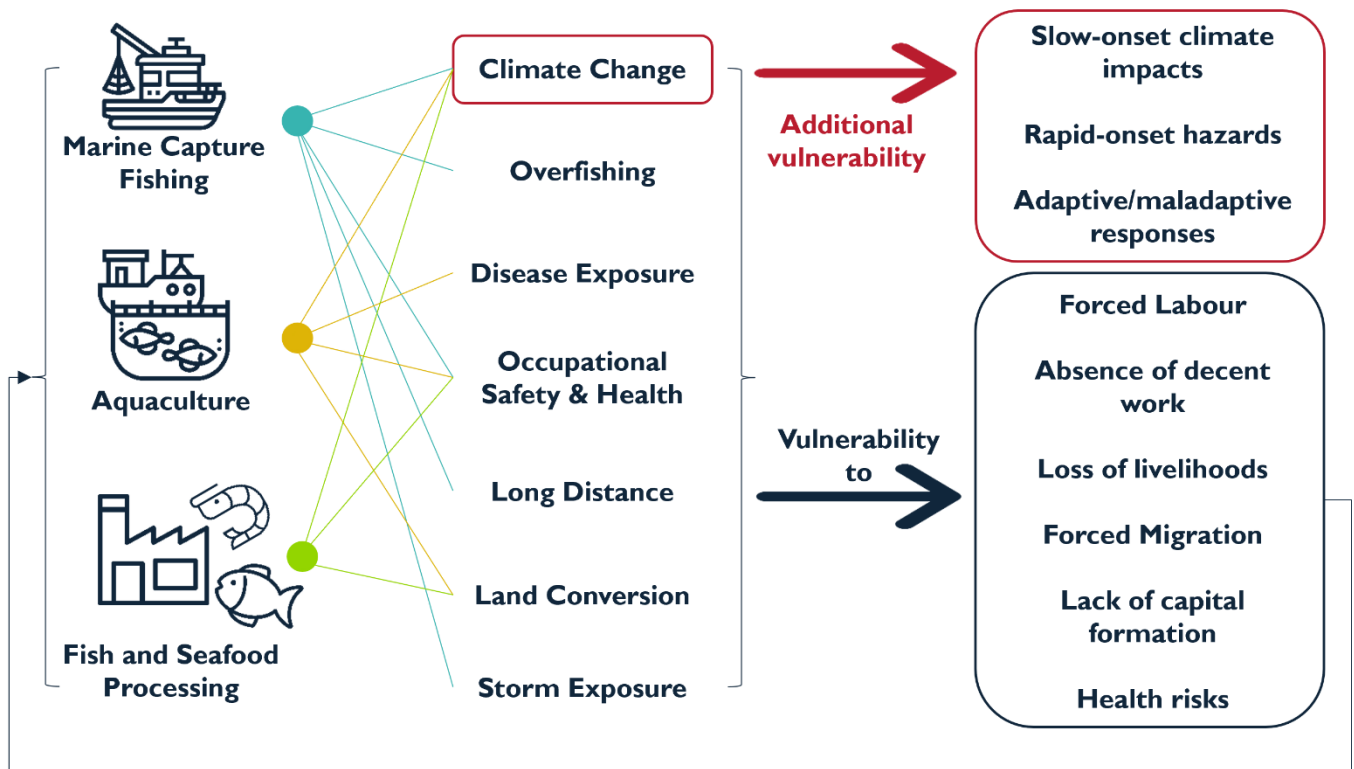 Marine Capture
Fishing
Aquaculture
Fish and Seafood
Processing
Climate Change
Overfishing
Disease Exposure
Occupational
Safety & Health
Long Distance
Land Conversion
Storm Exposure
Additional
vulnerability
Vulnerability
to
Slow-onset climate
impacts
Rapid-onset hazards
Adaptive/maladaptive
responses
Forced Labour
Absence of decent
work
Loss of livelihoods
Forced Migration
Lack of capital
formation
Health risks